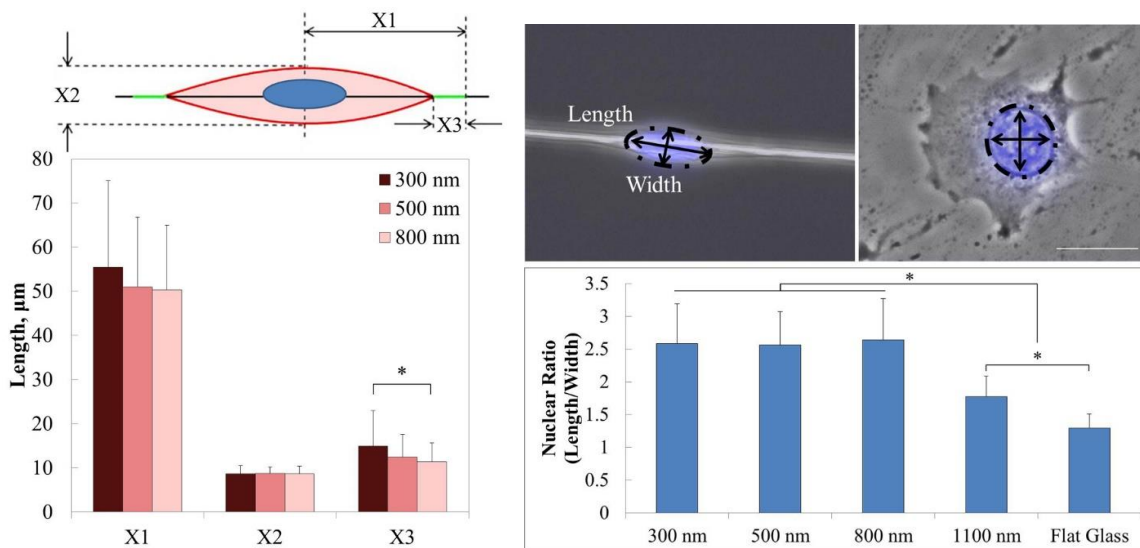 X1
X2
X3
Length, μm
80
70
60
50
40
30
20
10
0
300 nm
500 nm
800 nm
*
X1 X2 X3
Length
Width
Nuclear Ratio
(Length/Width)
3.5
3
2.5
2
1.5
1
0.5
0
*
*
300 nm 500 nm 800 nm 1100 nm Flat Glass